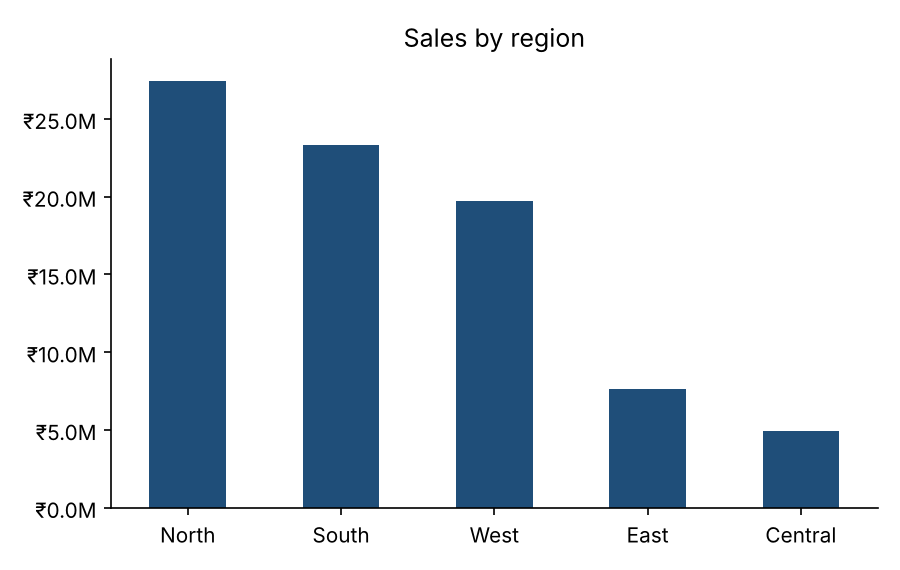 Sales by region
₹25.0M
₹20.0M
₹15.0M
₹10.0M
₹5.0M
₹0.0M
North South West East Central